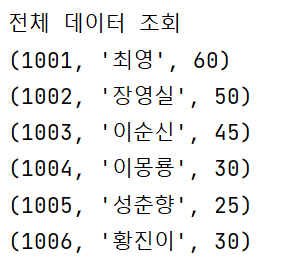 전체 데이터 조회
(1001, '최영', 60)
(1002, '장영실', 50)
(1003, '이순신', 45)
(1004, '이몽룡', 30)
(1005, '성춘향', 25)
(1006, '황진이', 30)